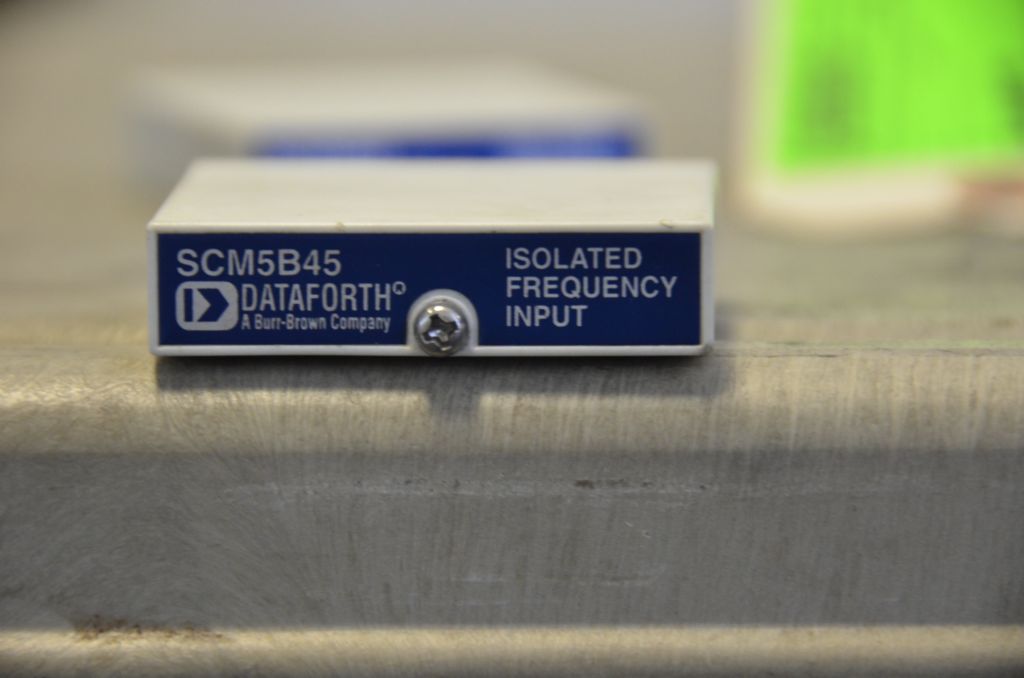 SCM5B45
DATAFORTH®
A Burr-Brown Company
ISOLATED
FREQUENCY
INPUT